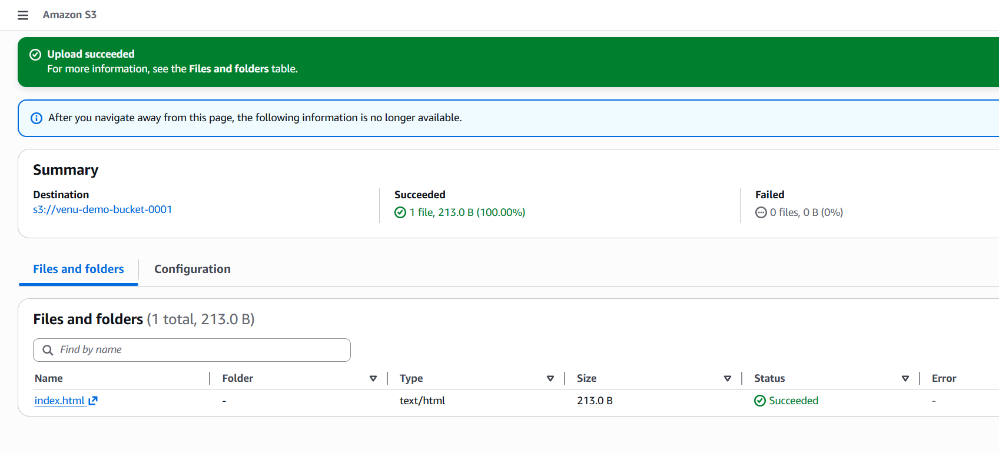 Amazon S3
Upload succeeded
For more information, see the Files and folders table.
After you navigate away from this page, the following information is no longer available.
Summary
Destination
s3://venu-demo-bucket-0001
Succeeded
1 file, 213.0 B (100.00%)
Failed
0 files, 0 B (0%)
Files and folders
Configuration
Files and folders (1 total, 213.0 B)
Find by name
Name Folder Type Size Status Error
index.html - text/html 213.0 B Succeeded -